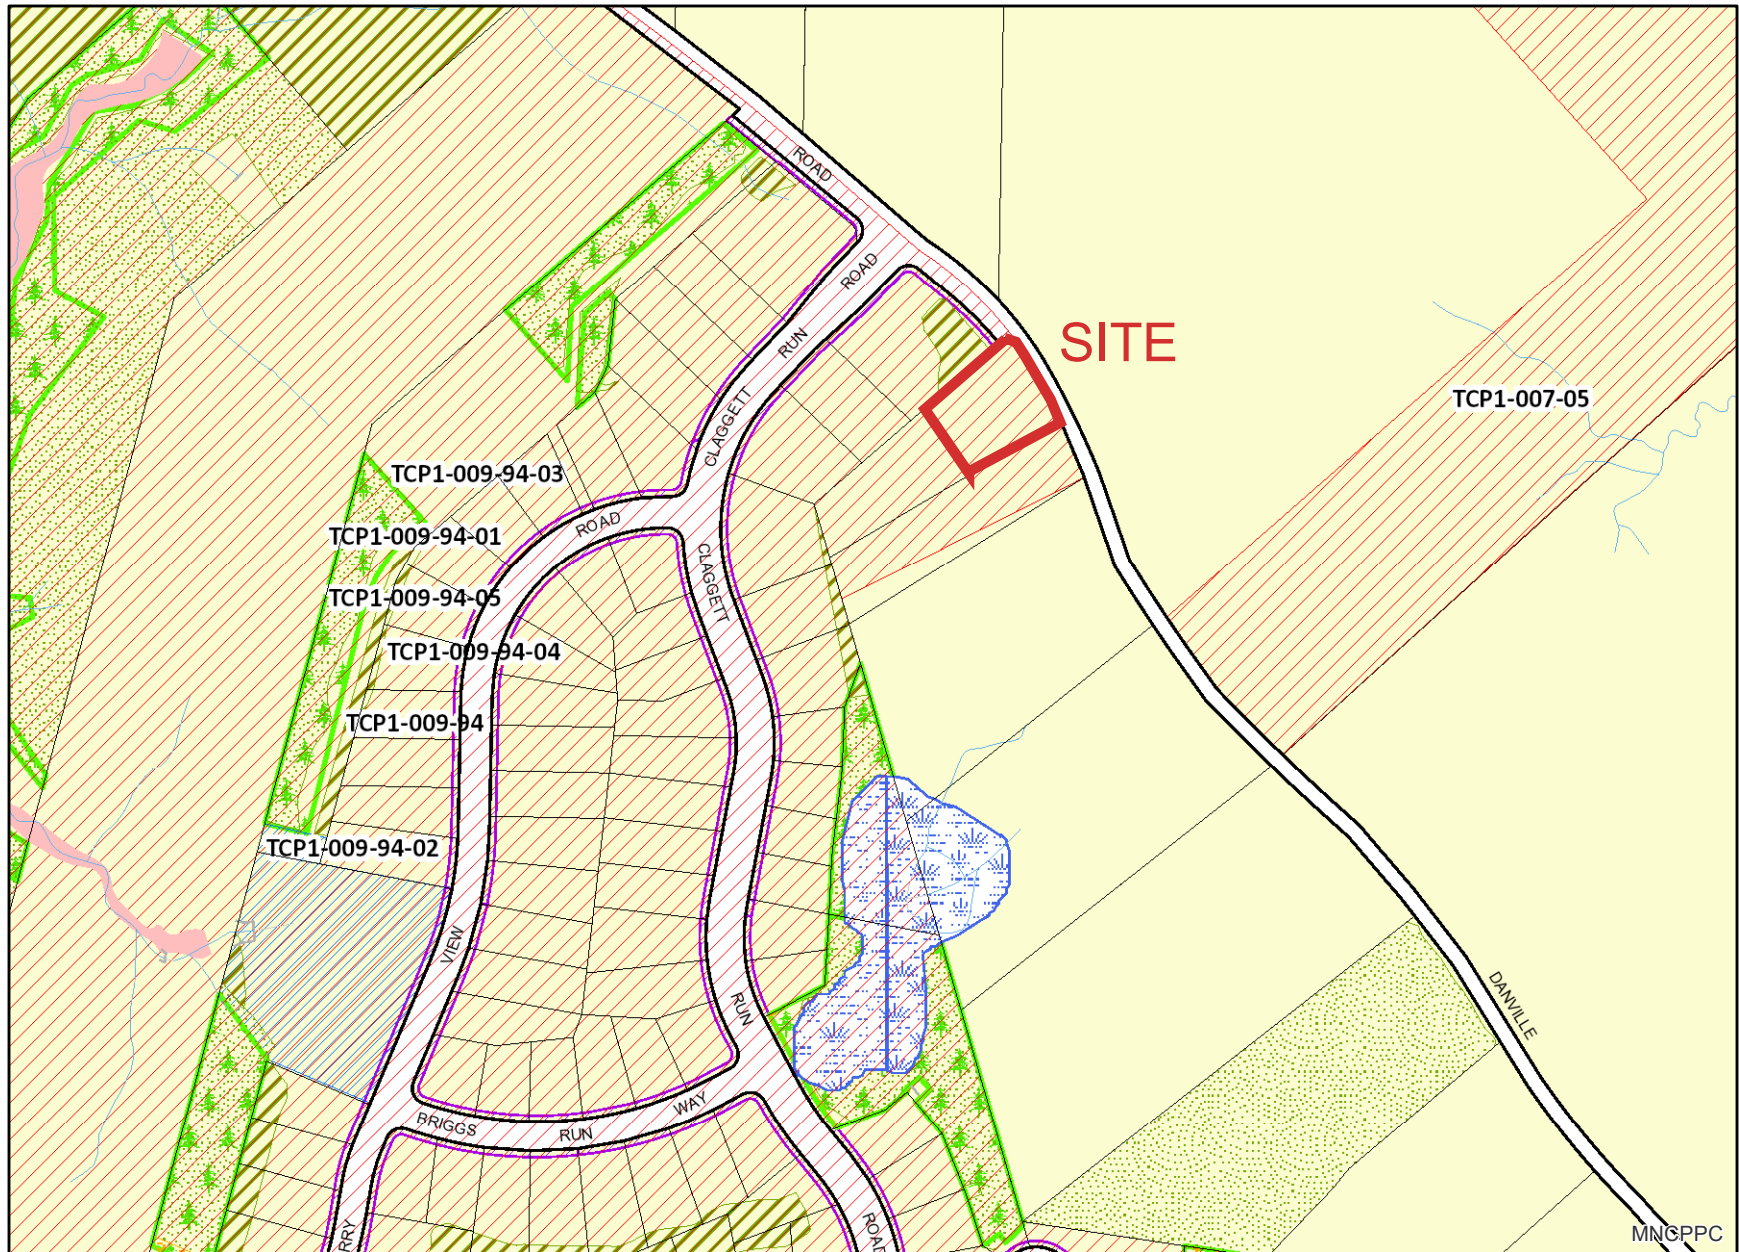 ROAD
ROAD
RUN
CLAGGETT
SITE
TCP1-007-05
TCP1-009-94-03
ROAD
TCP1-009-94-01
CLAGGETT
TCP1-009-94-05
TCP1-009-94-04
TCP1-009-94
TCP1-009-94-02
VIEW
RUN
DANVILLE
BRIGGS
RUN
WAY
RRY
ROAD
MNCPPC